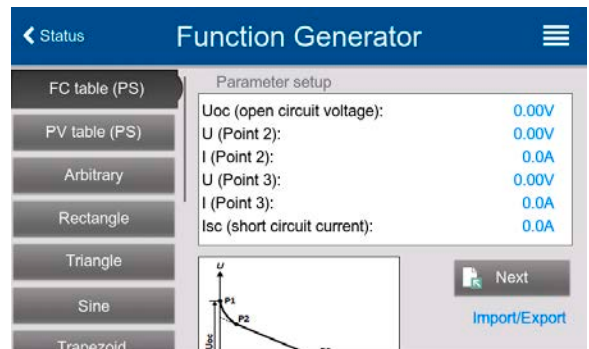 Status
Function Generator
FC table (PS)
PV table (PS)
Arbitrary
Rectangle
Triangle
Sine
Trapezoid
Parameter setup
Uoc (open circuit voltage): 0.00V
U (Point 2): 0.00V
I (Point 2): 0.0A
U (Point 3): 0.00V
I (Point 3): 0.0A
Isc (short circuit current): 0.0A
U
P1
P2
Uoc
Next
Import/Export